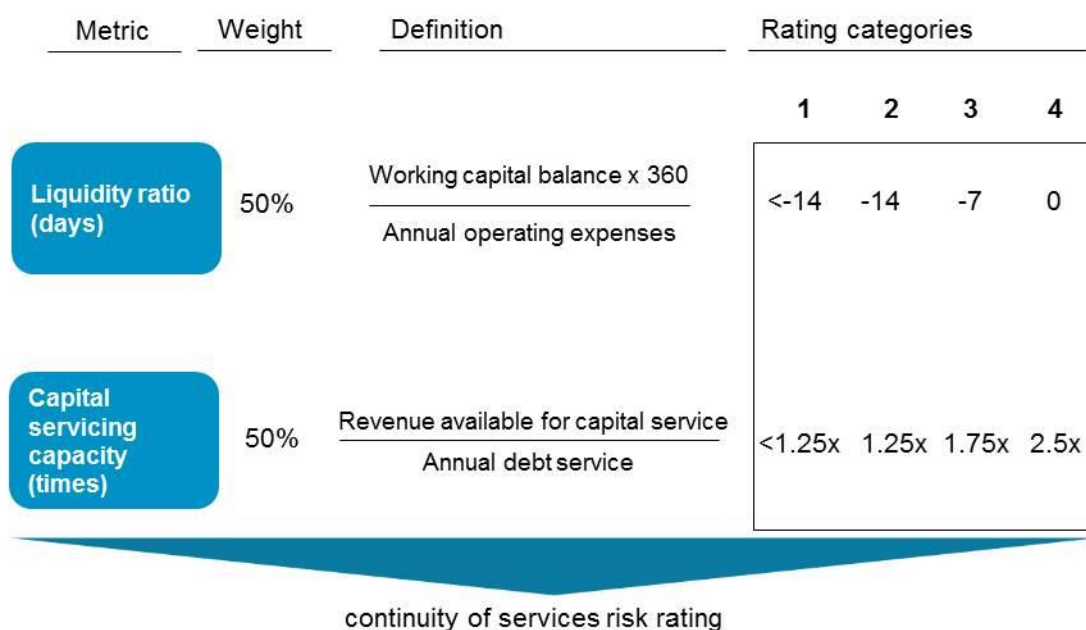 Metric Weight Definition Rating categories
1 2 3 4
Liquidity ratio
(days)
50%
Working capital balance x 360
Annual operating expenses
<-14 -14 -7 0
Capital
servicing
capacity
(times)
50%
Revenue available for capital service
Annual debt service
<1.25x 1.25x 1.75x 2.5x
continuity of services risk rating